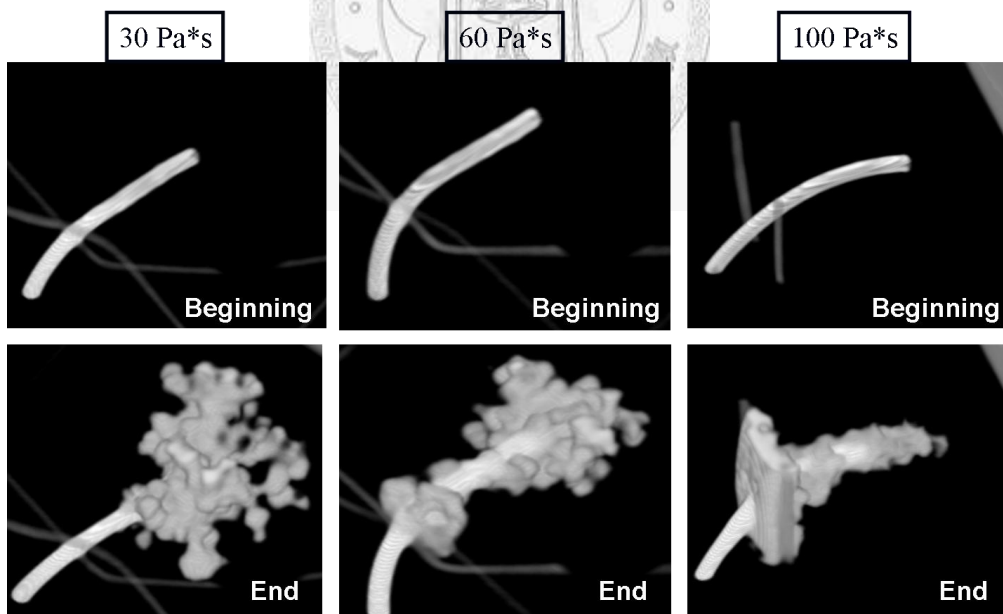 30 Pa*s
60 Pa*s
100 Pa*s
Beginning
Beginning
Beginning
End
End
End